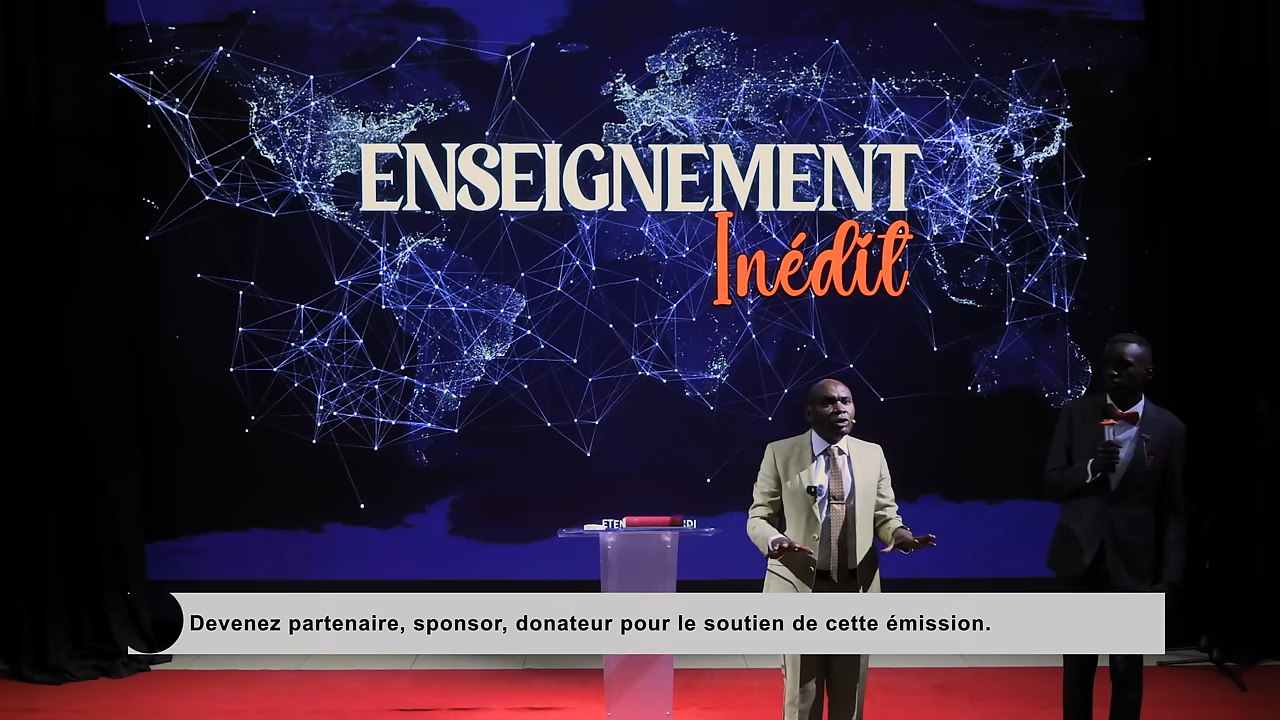 ENSEIGNEMENT
Inédit
Devenez partenaire, sponsor, donateur pour le soutien de cette émission.